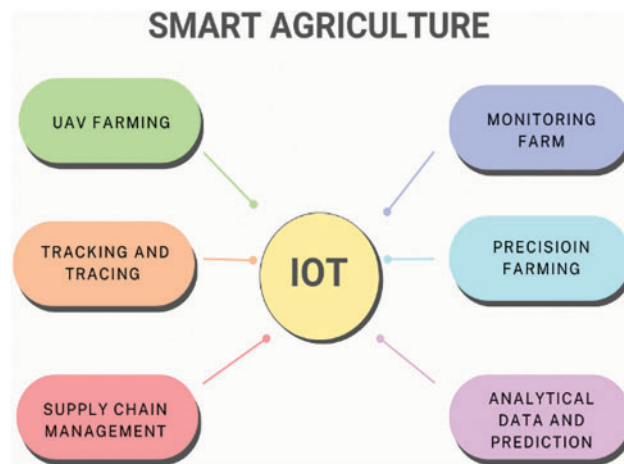 SMART AGRICULTURE
UAV FARMING
MONITORING
FARM
TRACKING AND
TRACING
IOT
PRECISIOIN
FARMING
SUPPLY CHAIN
MANAGEMENT
ANALYTICAL
DATA AND
PREDICTION